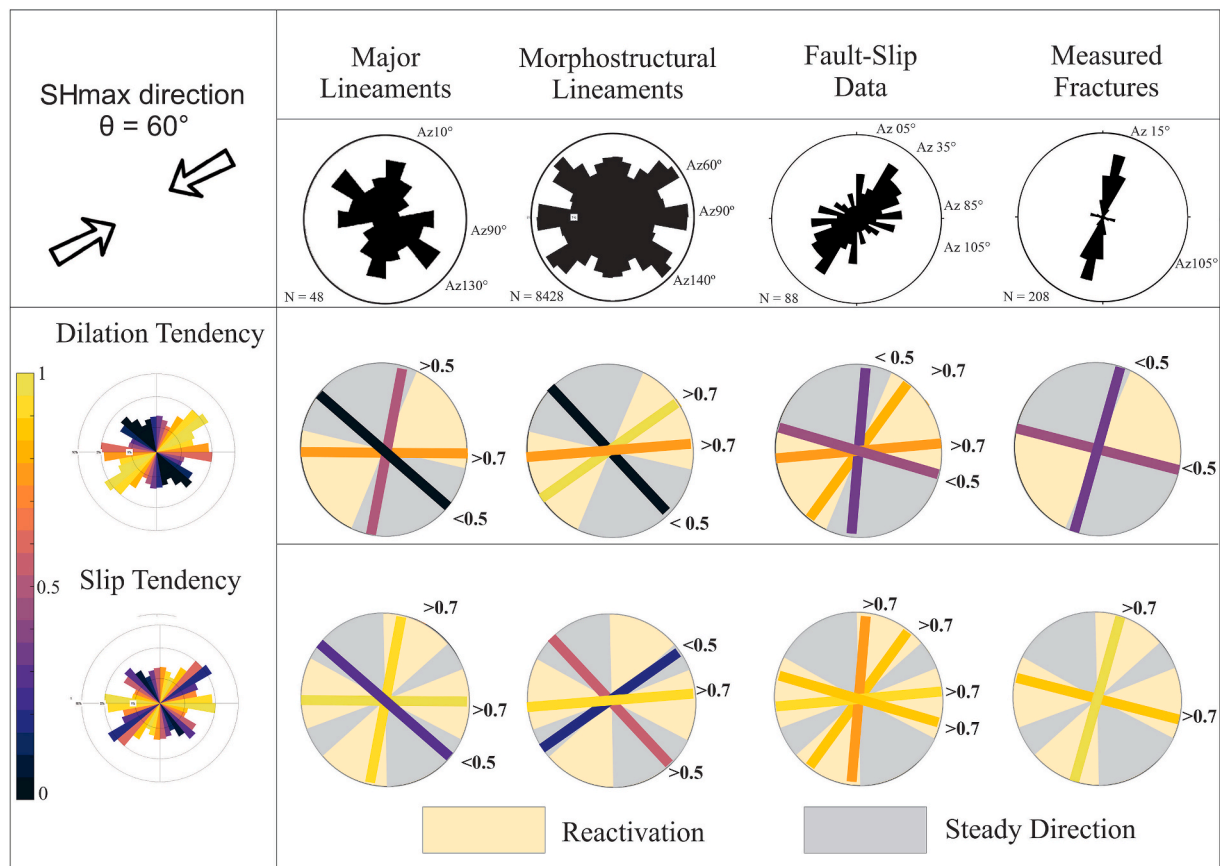 SHmax direction
θ = 60°
Major
Lineaments
Morphostructural
Lineaments
Fault-Slip
Data
Measured
Fractures
Az10°
Az90°
Az130°
N = 48
Az60º
Az90º
Az140º
N = 8428
Az 05°
Az 35°
Az 85°
Az 105°
N = 88
Az 15°
Az105°
N = 208
Dilation Tendency
1
0.5
0
>0.5
>0.7
<0.5
>0.7
>0.7
< 0.5
< 0.5
>0.7
>0.7
<0.5
<0.5
<0.5
Slip Tendency
>0.7
>0.7
<0.5
<0.5
>0.7
>0.5
>0.7
>0.7
>0.7
>0.7
>0.7
>0.7
Reactivation
Steady Direction